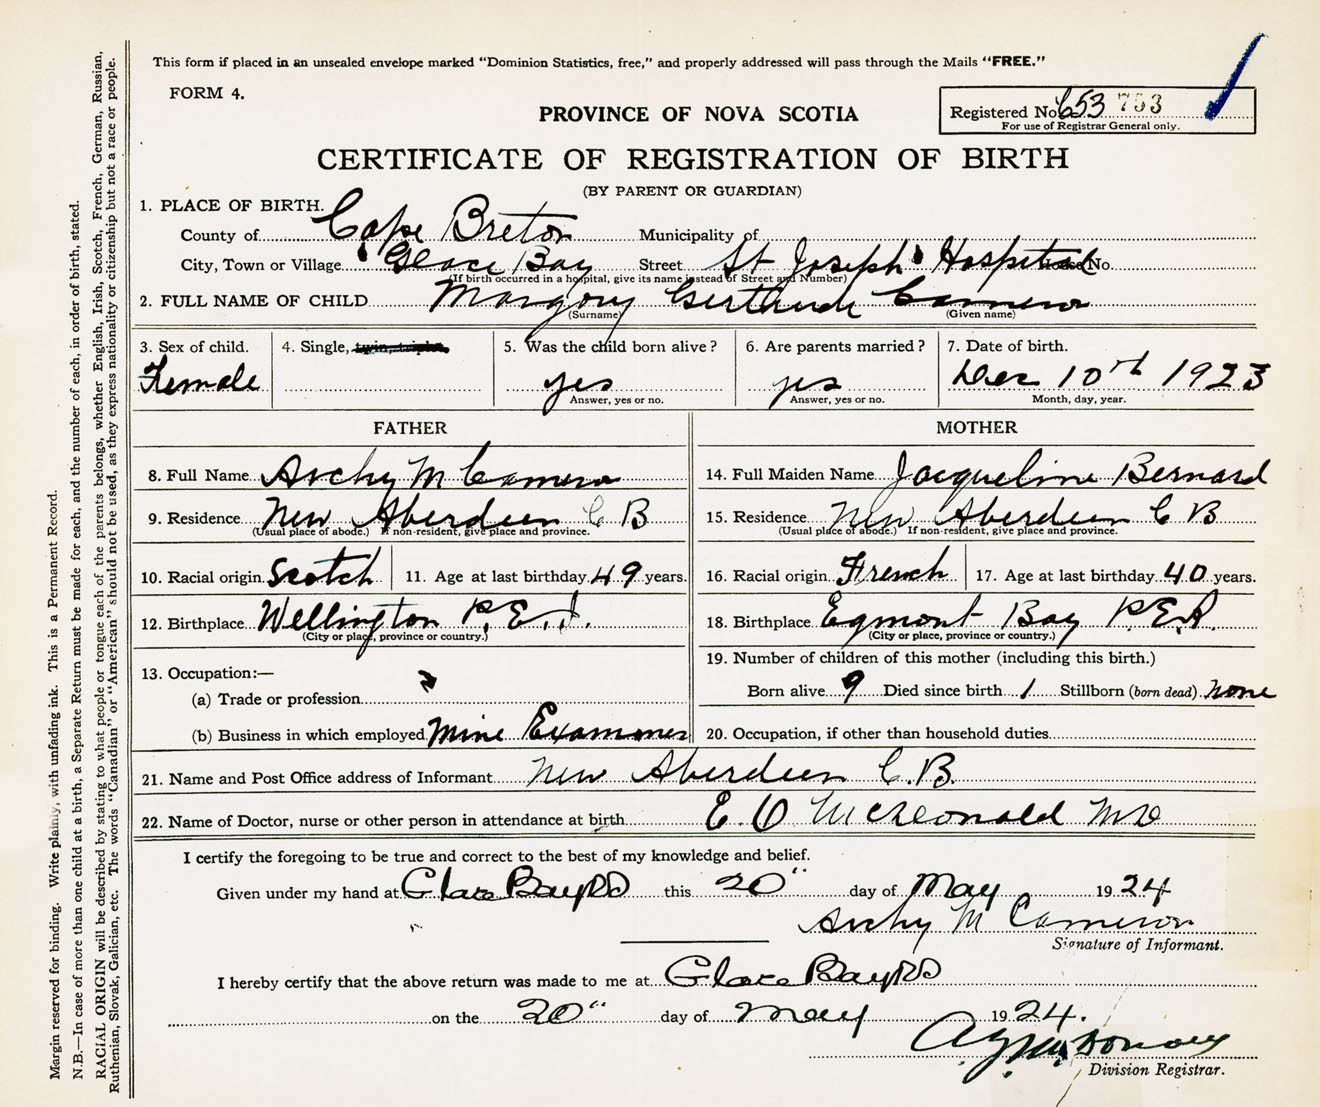 This form if placed in an unsealed envelope marked "Dominion Statistics, free," and properly addressed will pass through the Mails "FREE."
FORM 4.
PROVINCE OF NOVA SCOTIA
Registered No. 653 753
For use of Registrar General only.
CERTIFICATE OF REGISTRATION OF BIRTH
(BY PARENT OR GUARDIAN)
1. PLACE OF BIRTH.
County of Cape Breton Municipality of
City, Town or Village Glace Bay Street St Joseph's Hospital House No.
(If birth occurred in a hospital, give its name instead of Street and Number)
2. FULL NAME OF CHILD Margory Gertrude Cameron
(Surname) (Given name)
3. Sex of child. 4. Single, twin, triplet, 5. Was the child born alive? 6. Are parents married? 7. Date of birth.
Female yes yes Dec 10th 1923
Answer, yes or no. Answer, yes or no. Month, day, year.
FATHER MOTHER
8. Full Name Archy M Cameron 14. Full Maiden Name Jacqueline Bernard
9. Residence New Aberdeen C B 15. Residence New Aberdeen C B
(Usual place of abode.) If non-resident, give place and province. (Usual place of abode.) If non-resident, give place and province.
10. Racial origin. Scotch 11. Age at last birthday. 49 years. 16. Racial origin. French 17. Age at last birthday. 40 years.
12. Birthplace Wellington P.E.I. 18. Birthplace Egmont Bay P.E.I.
(City or place, province or country.) (City or place, province or country.)
13. Occupation:— 19. Number of children of this mother (including this birth.)
(a) Trade or profession Born alive 9 Died since birth 1 Stillborn (born dead). none
(b) Business in which employed. Mine Examiner 20. Occupation, if other than household duties
21. Name and Post Office address of Informant New Aberdeen C.B.
22. Name of Doctor, nurse or other person in attendance at birth E O McDonald MD
I certify the foregoing to be true and correct to the best of my knowledge and belief.
Given under my hand at Glace Bay this 20" day of May 1924
Archy M Cameron
Signature of Informant.
I hereby certify that the above return was made to me at Glace Bay
on the 20" day of May 1924.
Division Registrar.
Margin reserved for binding. Write plainly, with unfading ink. This is a Permanent Record.
N.B.—In case of more than one child at a birth, a Separate Return must be made for each, and the number of each, in order of birth, stated.
RACIAL ORIGIN will be described by stating to what people or tongue each of the parents belongs, whether English, Irish, Scotch, French, German, Russian,
Ruthenian, Slovak, Galician, etc. The words "Canadian" or "American" should not be used, as they express nationality or citizenship but not a race or people.